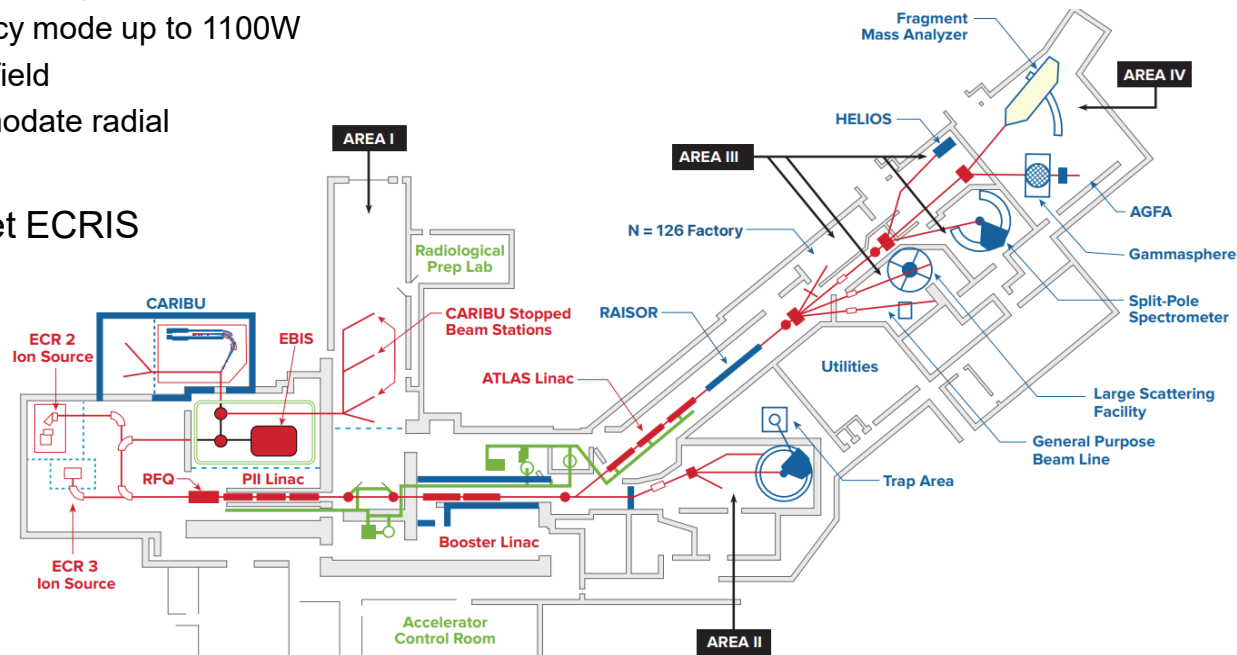 cy mode up to 1100W
field
nodate radial
et ECRIS
Fragment
Mass Analyzer
AREA IV
HELIOS
AREA I
AREA III
AGFA
N = 126 Factory
Radiological
Prep Lab
Gammasphere
CARIBU
CARIBU Stopped
Beam Stations
RAISOR
Split-Pole
Spectrometer
ECR 2
Ion Source
EBIS
ATLAS Linac
Utilities
Large Scattering
Facility
General Purpose
Beam Line
RFQ
PII Linac
Trap Area
Booster Linac
ECR 3
Ion Source
Accelerator
Control Room
AREA II